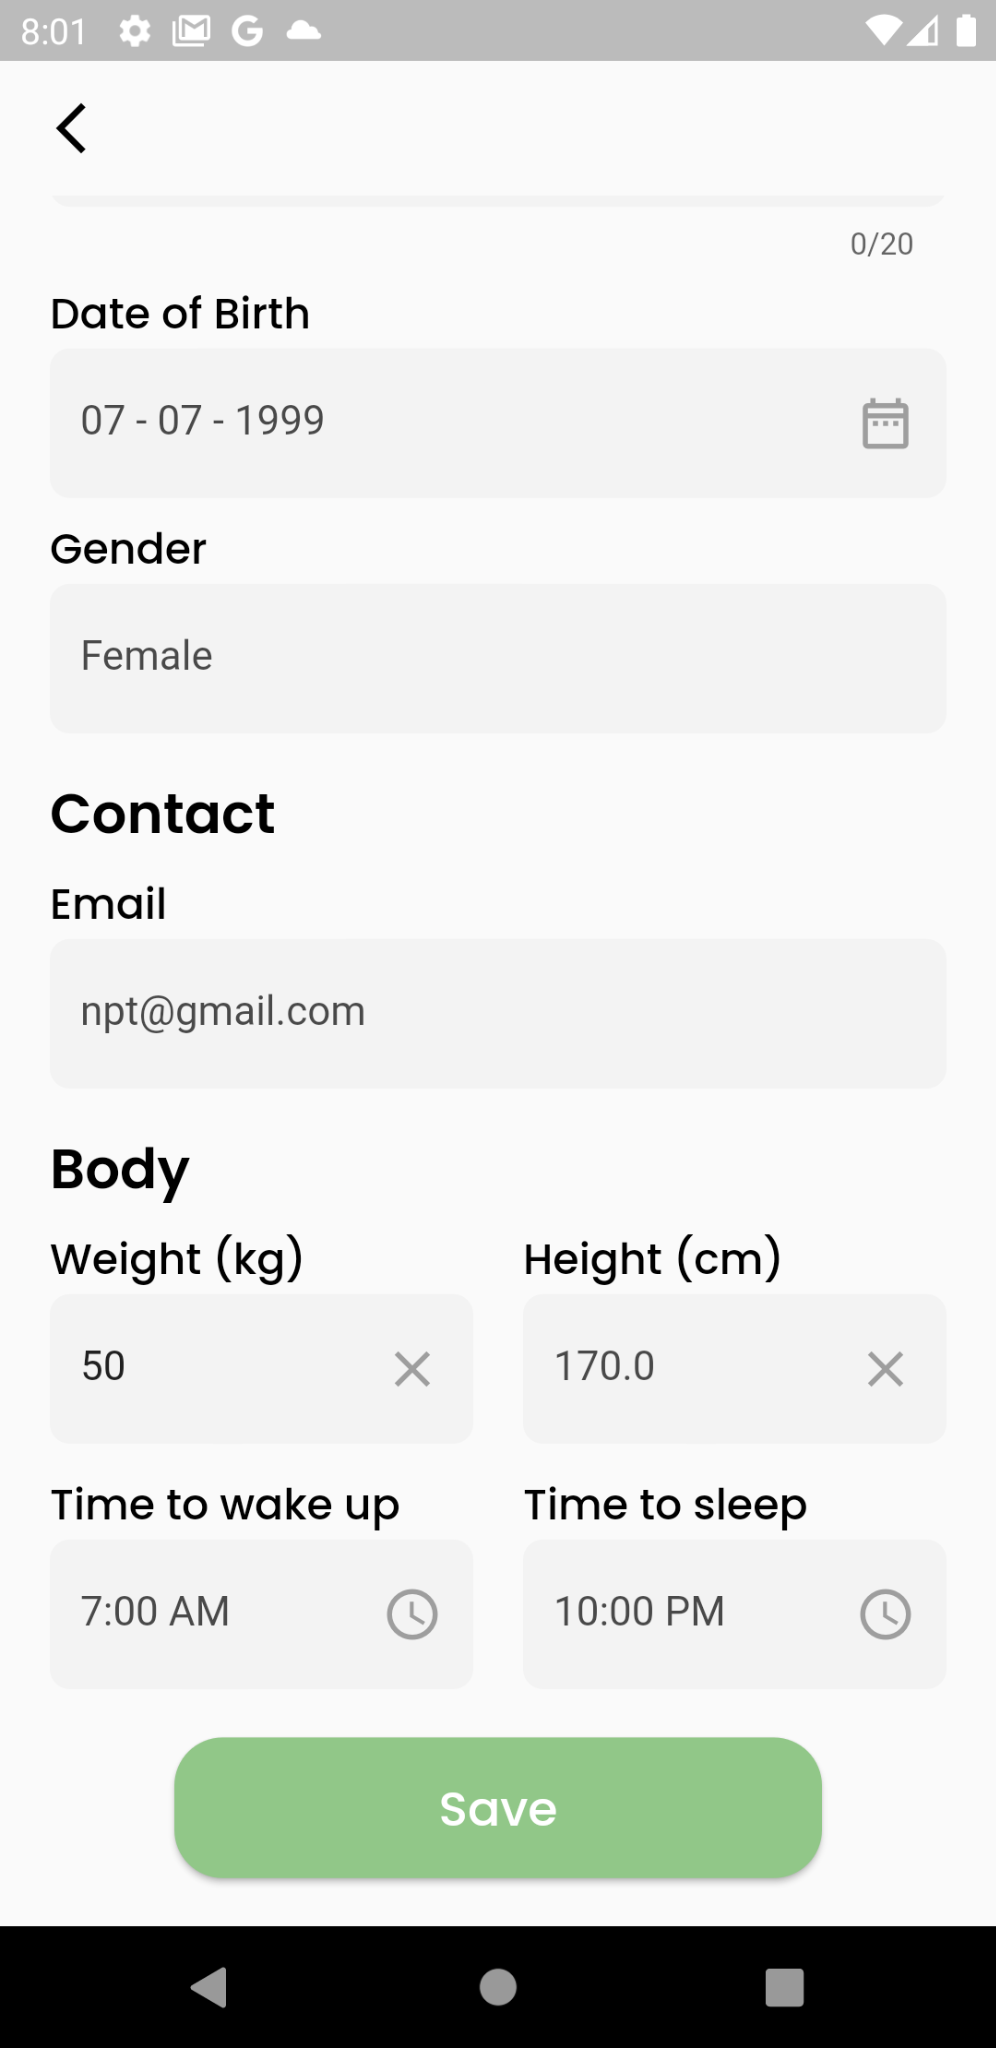 8:01
0/20
Date of Birth
07 - 07 - 1999
Gender
Female
Contact
Email
npt@gmail.com
Body
Weight (kg) Height (cm)
50 170.0
Time to wake up Time to sleep
7:00 AM 10:00 PM
Save